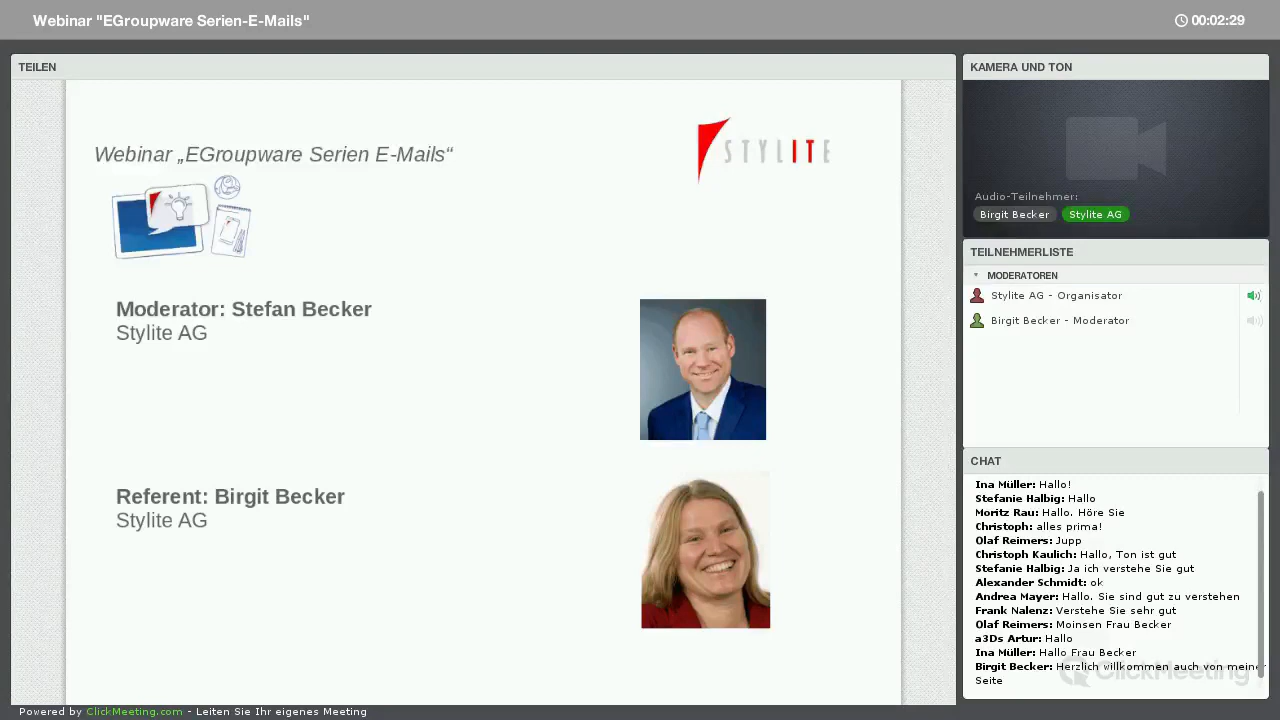 Webinar "EGroupware Serien-E-Mails"
00:02:29
TEILEN
Webinar „EGroupware Serien E-Mails“
STYLITE
Moderator: Stefan Becker
Stylite AG
Referent: Birgit Becker
Stylite AG
KAMERA UND TON
Audio-Teilnehmer:
Birgit Becker Stylite AG
TEILNEHMERLISTE
MODERATOREN
Stylite AG - Organisator
Birgit Becker - Moderator
CHAT
Ina Müller: Hallo!
Stefanie Halbig: Hallo
Moritz Rau: Hallo. Höre Sie
Christoph: alles prima!
Olaf Reimers: Jupp
Christoph Kaulich: Hallo, Ton ist gut
Stefanie Halbig: Ja ich verstehe Sie gut
Alexander Schmidt: ok
Andrea Mayer: Hallo. Sie sind gut zu verstehen
Frank Nalenz: Verstehe Sie sehr gut
Olaf Reimers: Moinsen Frau Becker
a3Ds Artur: Hallo
Ina Müller: Hallo Frau Becker
Birgit Becker: Herzlich willkommen auch von meiner
Seite
ClickMeeting
Powered by ClickMeeting.com - Leiten Sie Ihr eigenes Meeting